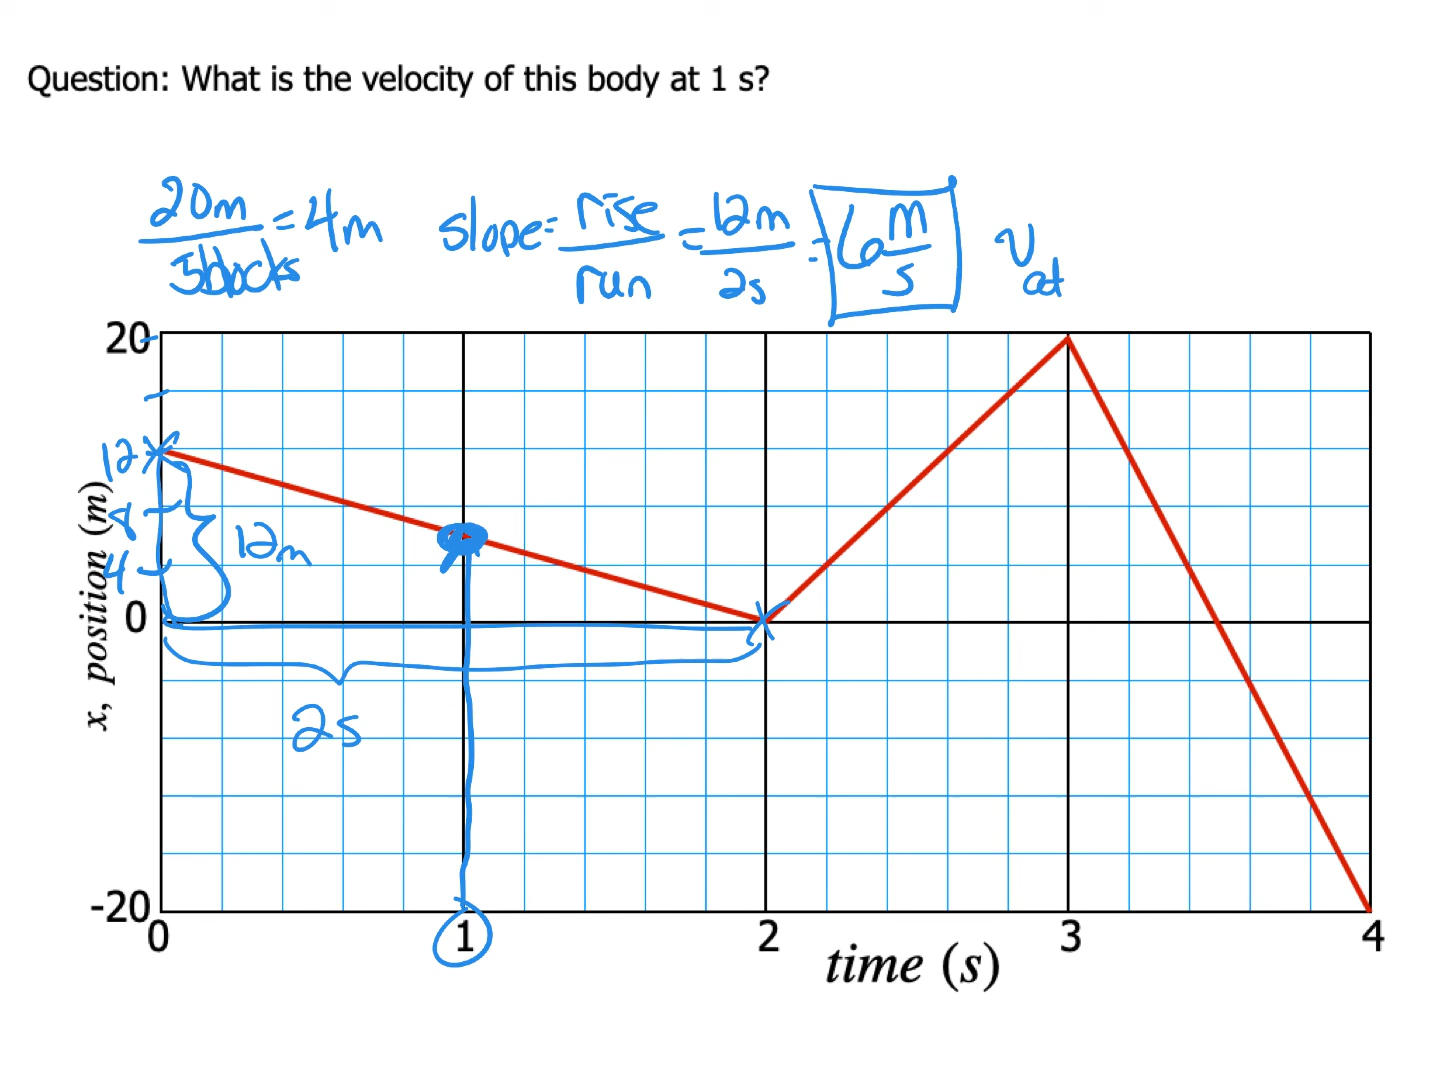 Question: What is the velocity of this body at 1 s?
20m/5blocks = 4m slope = rise/run = 12m/2s = 6 m/s v at
20
12
8
4
12m
0
x, position (m)
2s
-20
0 1 2 3 4
time (s)